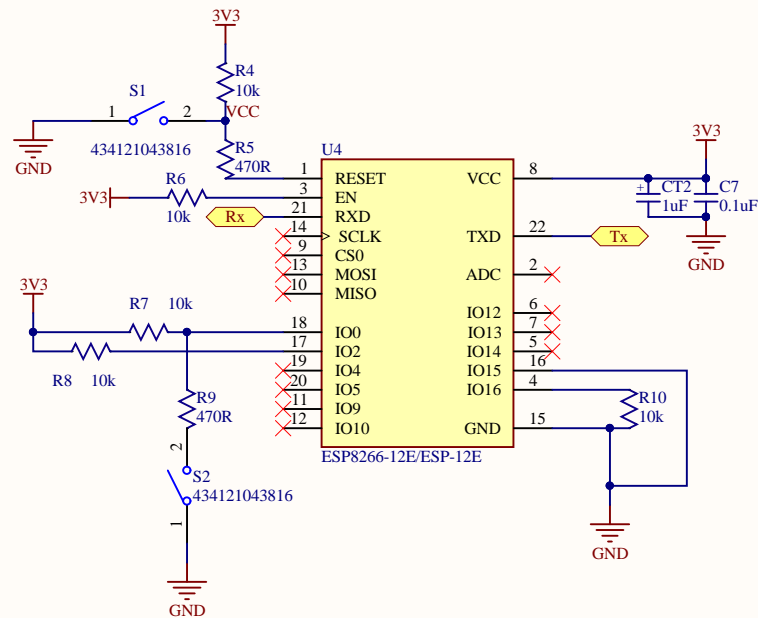 3V3
R4
10k
S1
1
2
VCC
434121043816
GND
R5
470R
U4
3V3
R6
10k
3V3
Rx
1 RESET
3 EN
21 RXD
14 SCLK
9 CS0
13 MOSI
10 MISO
18 IO0
17 IO2
19 IO4
20 IO5
11 IO9
12 IO10
VCC 8
TXD 22
ADC 2
IO12 6
IO13 7
IO14 5
IO15 16
IO16 4
GND 15
ESP8266-12E/ESP-12E
+
CT2
1uF
C7
0.1uF
GND
Tx
3V3
R7 10k
R8 10k
R9
470R
2
S2
434121043816
1
GND
R10
10k
GND